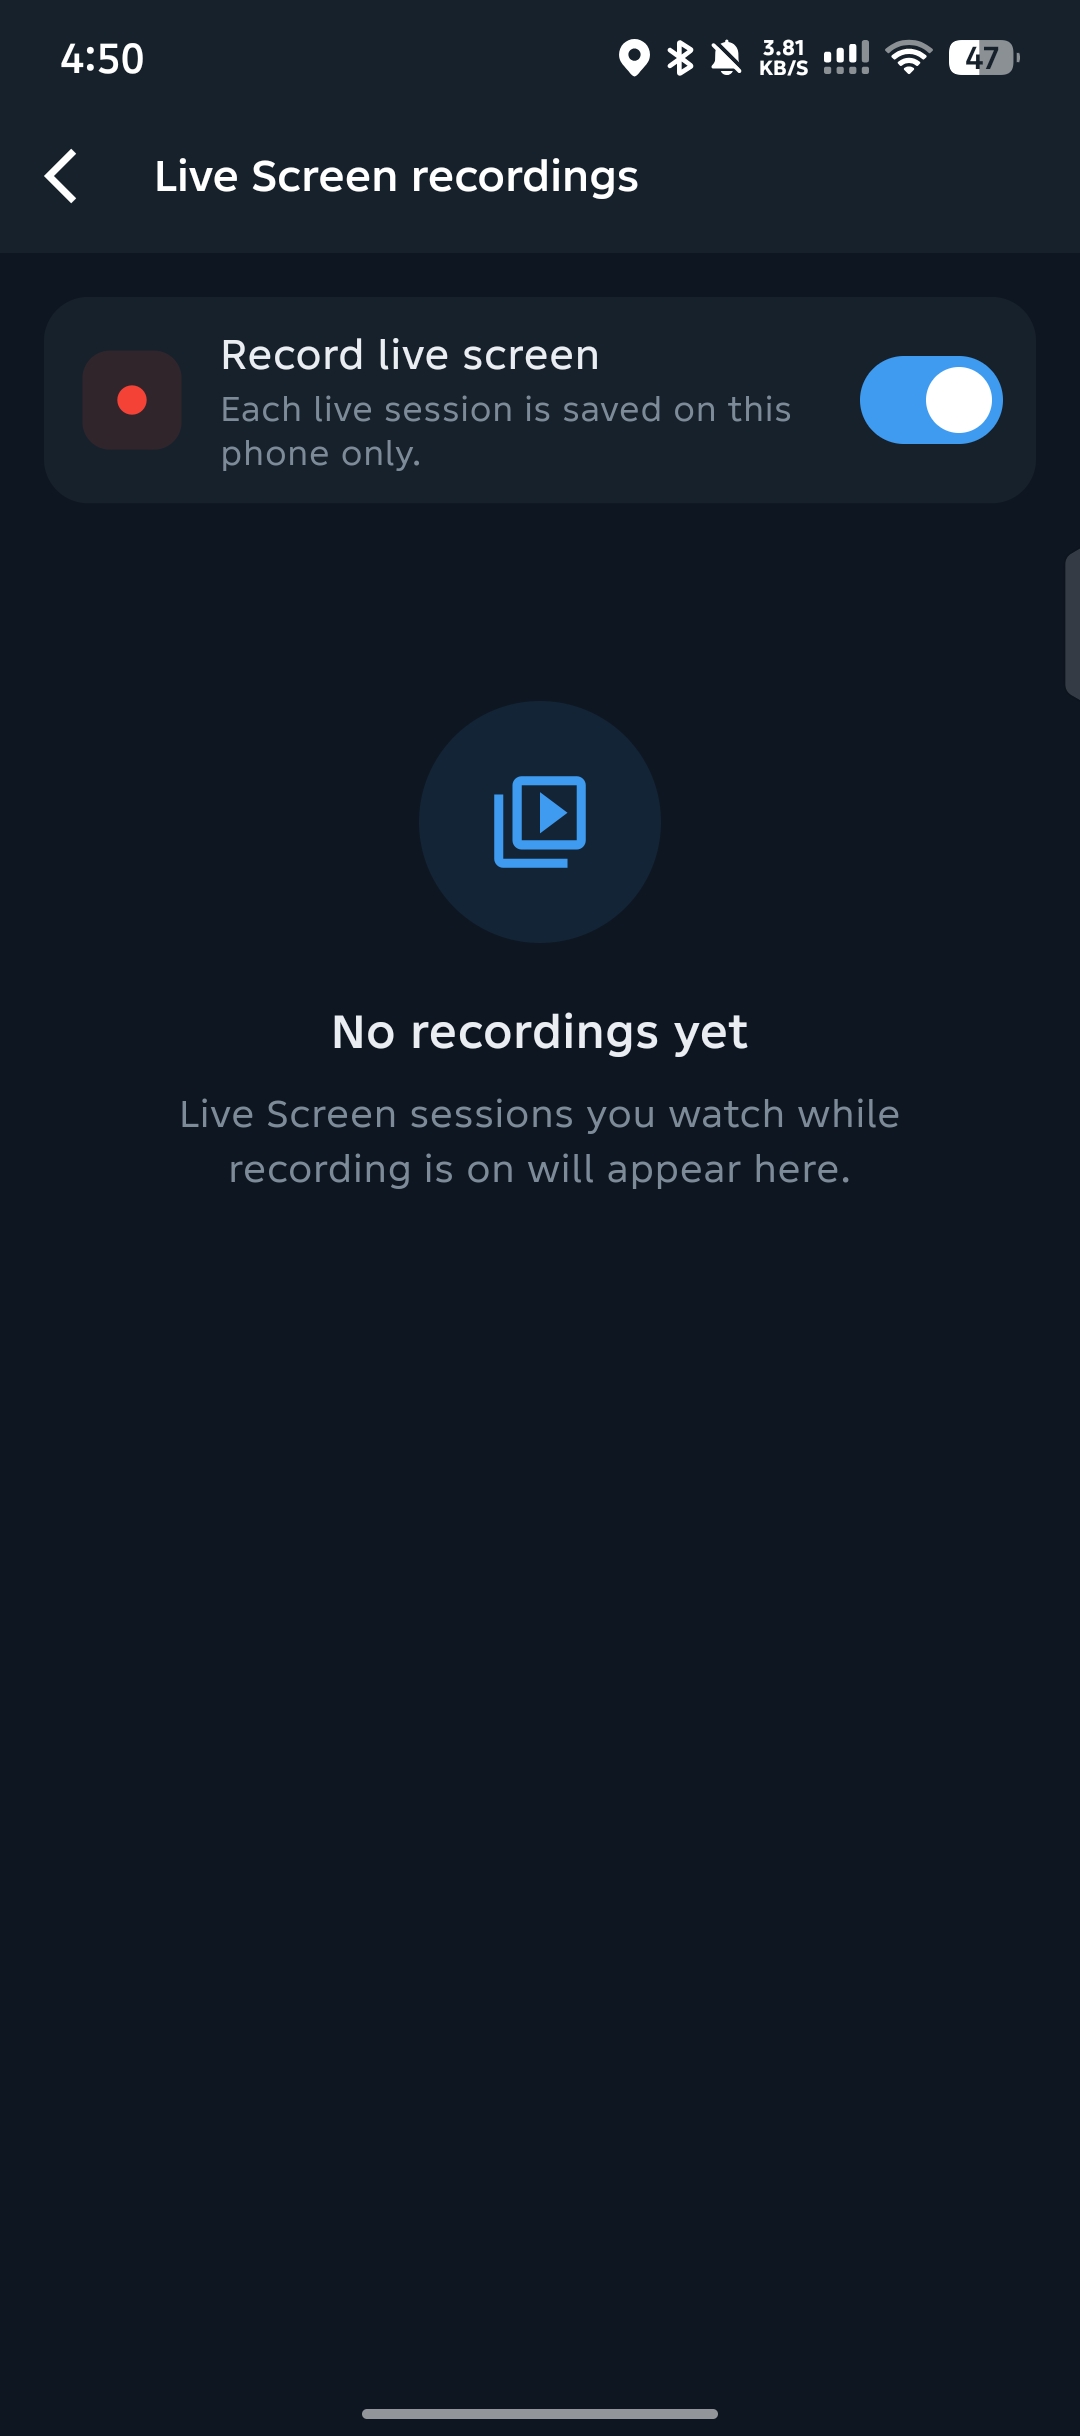 4:50
3.81
KB/S
47
Live Screen recordings
Record live screen
Each live session is saved on this
phone only.
No recordings yet
Live Screen sessions you watch while
recording is on will appear here.